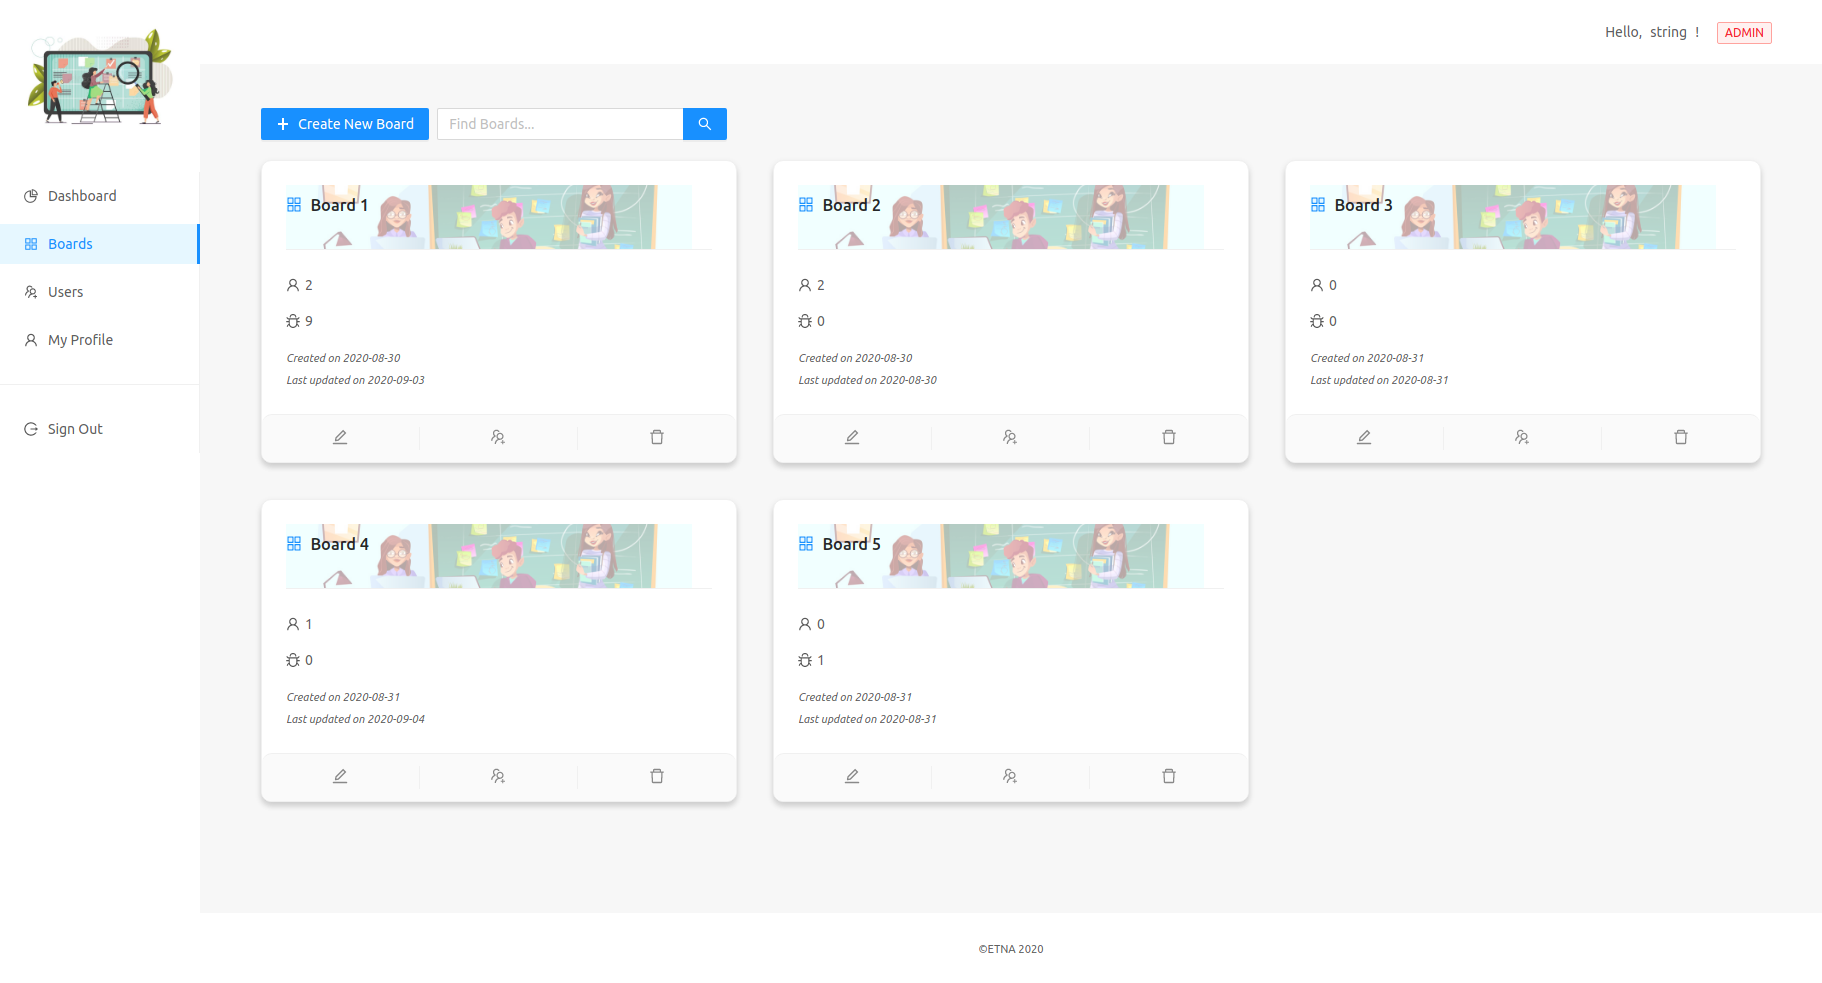 Hello, string !
ADMIN
Dashboard
Boards
Users
My Profile
Sign Out
Create New Board
Find Boards...
Board 1
2
9
Created on 2020-08-30
Last updated on 2020-09-03
Board 2
2
0
Created on 2020-08-30
Last updated on 2020-08-30
Board 3
0
0
Created on 2020-08-31
Last updated on 2020-08-31
Board 4
1
0
Created on 2020-08-31
Last updated on 2020-09-04
Board 5
0
1
Created on 2020-08-31
Last updated on 2020-08-31
©ETNA 2020